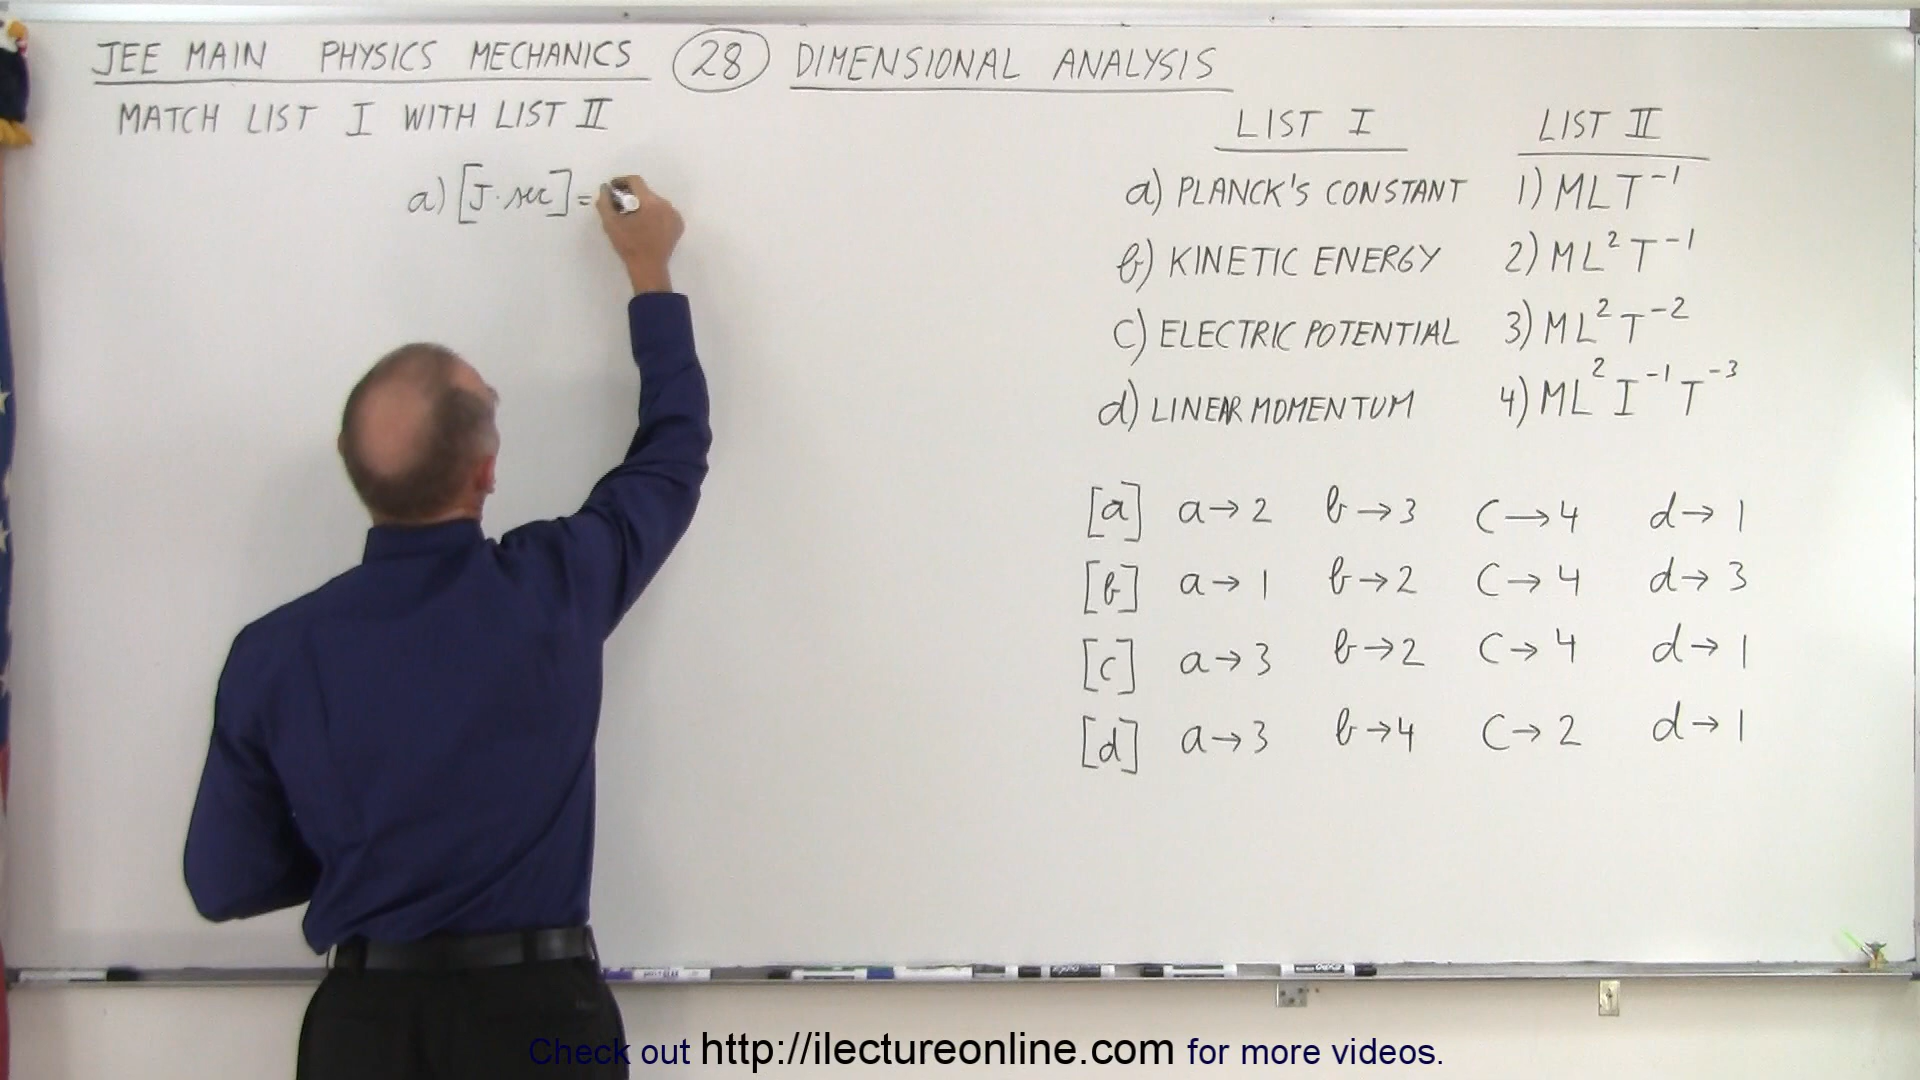 JEE MAIN PHYSICS MECHANICS (28) DIMENSIONAL ANALYSIS
MATCH LIST I WITH LIST II
a) [J·sec] =
LIST I LIST II
a) PLANCK'S CONSTANT 1) MLT⁻¹
b) KINETIC ENERGY 2) ML²T⁻¹
c) ELECTRIC POTENTIAL 3) ML²T⁻²
d) LINEAR MOMENTUM 4) ML²I⁻¹T⁻³
[a] a→2 b→3 c→4 d→1
[b] a→1 b→2 c→4 d→3
[c] a→3 b→2 c→4 d→1
[d] a→3 b→4 c→2 d→1
Check out http://ilectureonline.com for more videos.